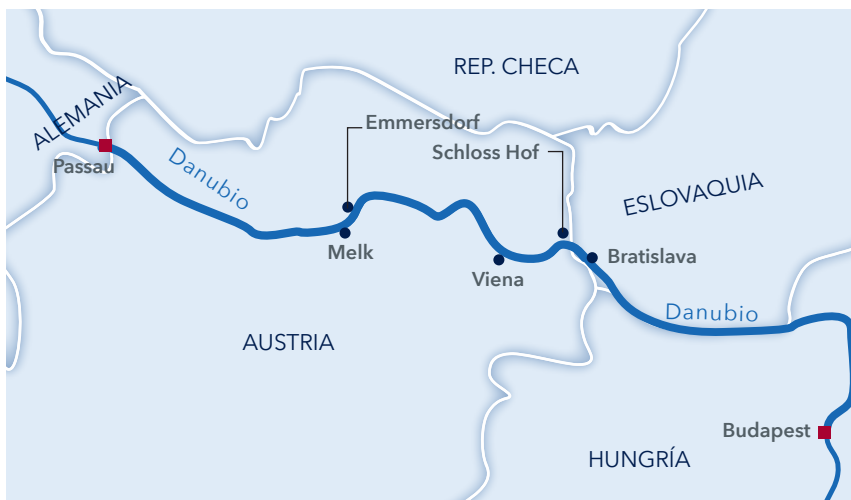 REP. CHECA
ALEMANIA
Emmersdorf
Schloss Hof
Passau
Danubio
ESLOVAQUIA
Melk
Viena
Bratislava
Danubio
AUSTRIA
Budapest
HUNGRÍA